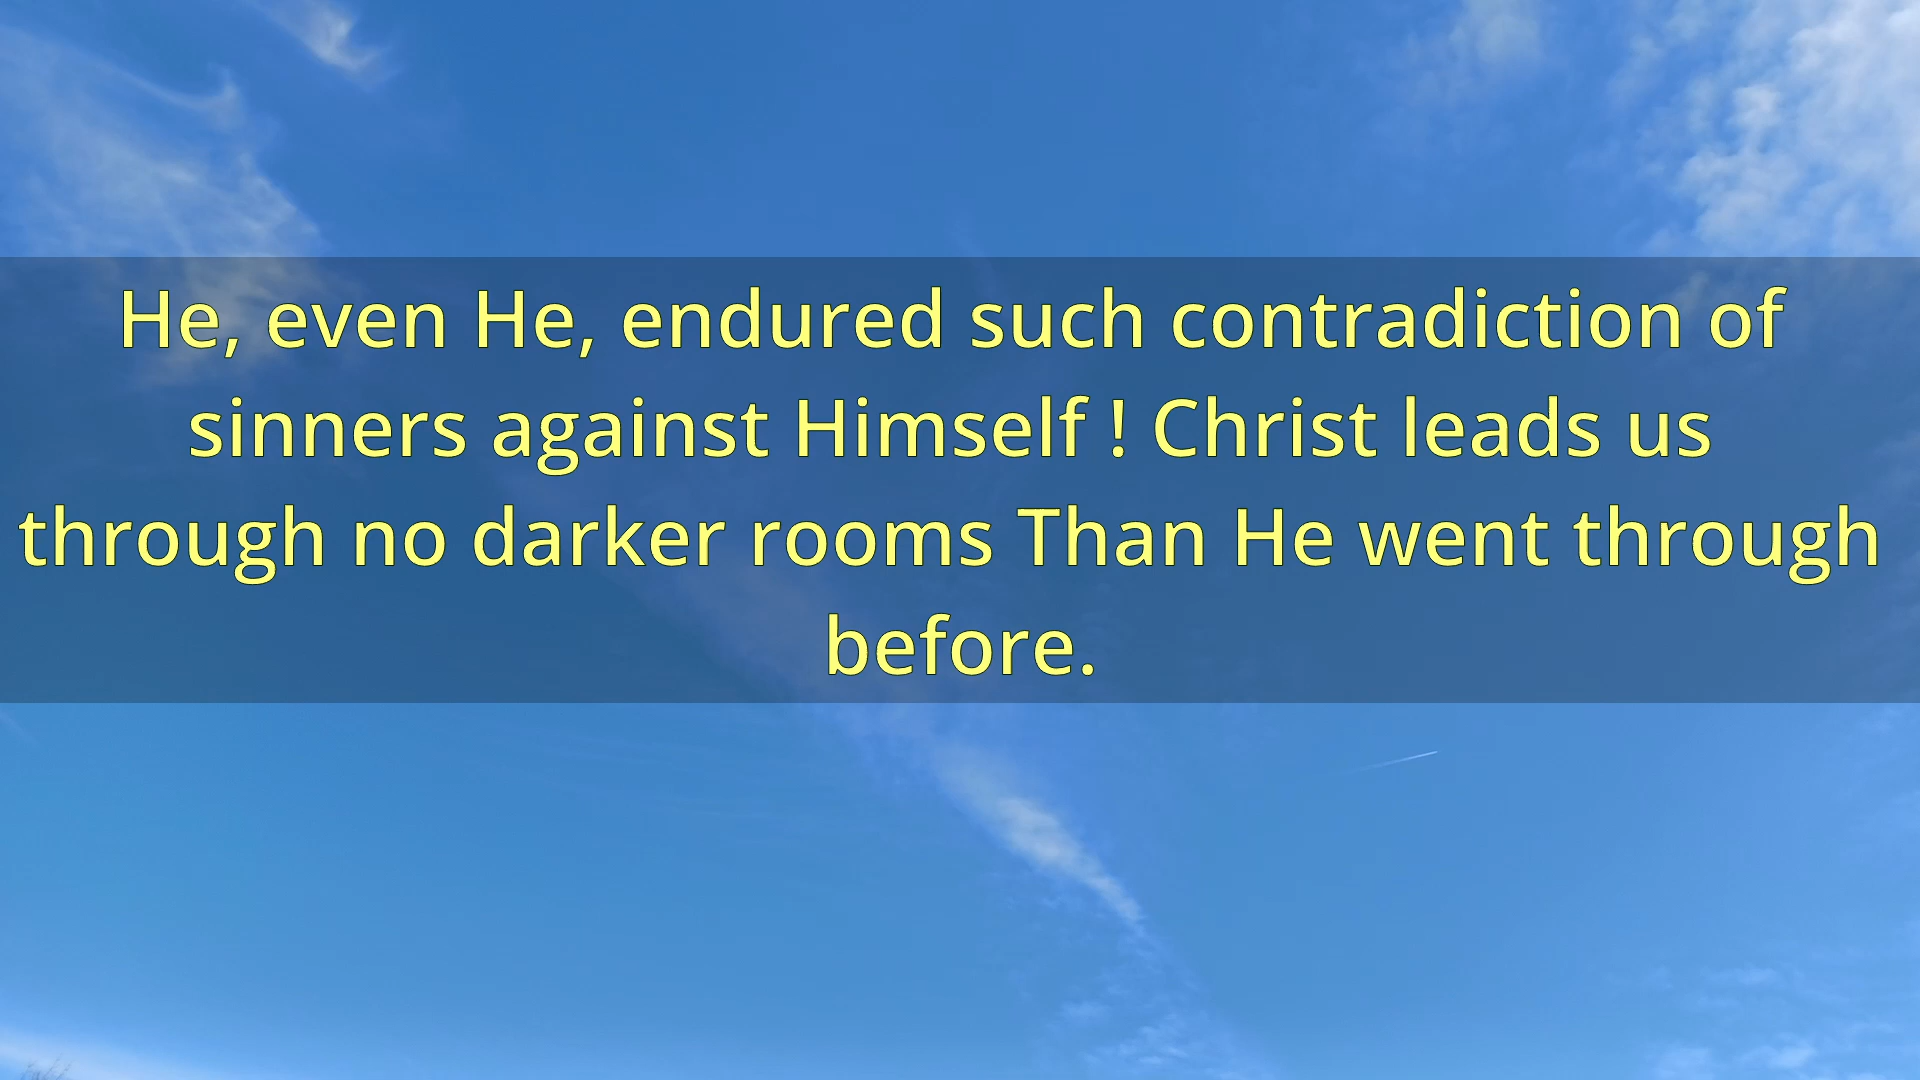 He, even He, endured such contradiction of
sinners against Himself ! Christ leads us
through no darker rooms Than He went through
before.